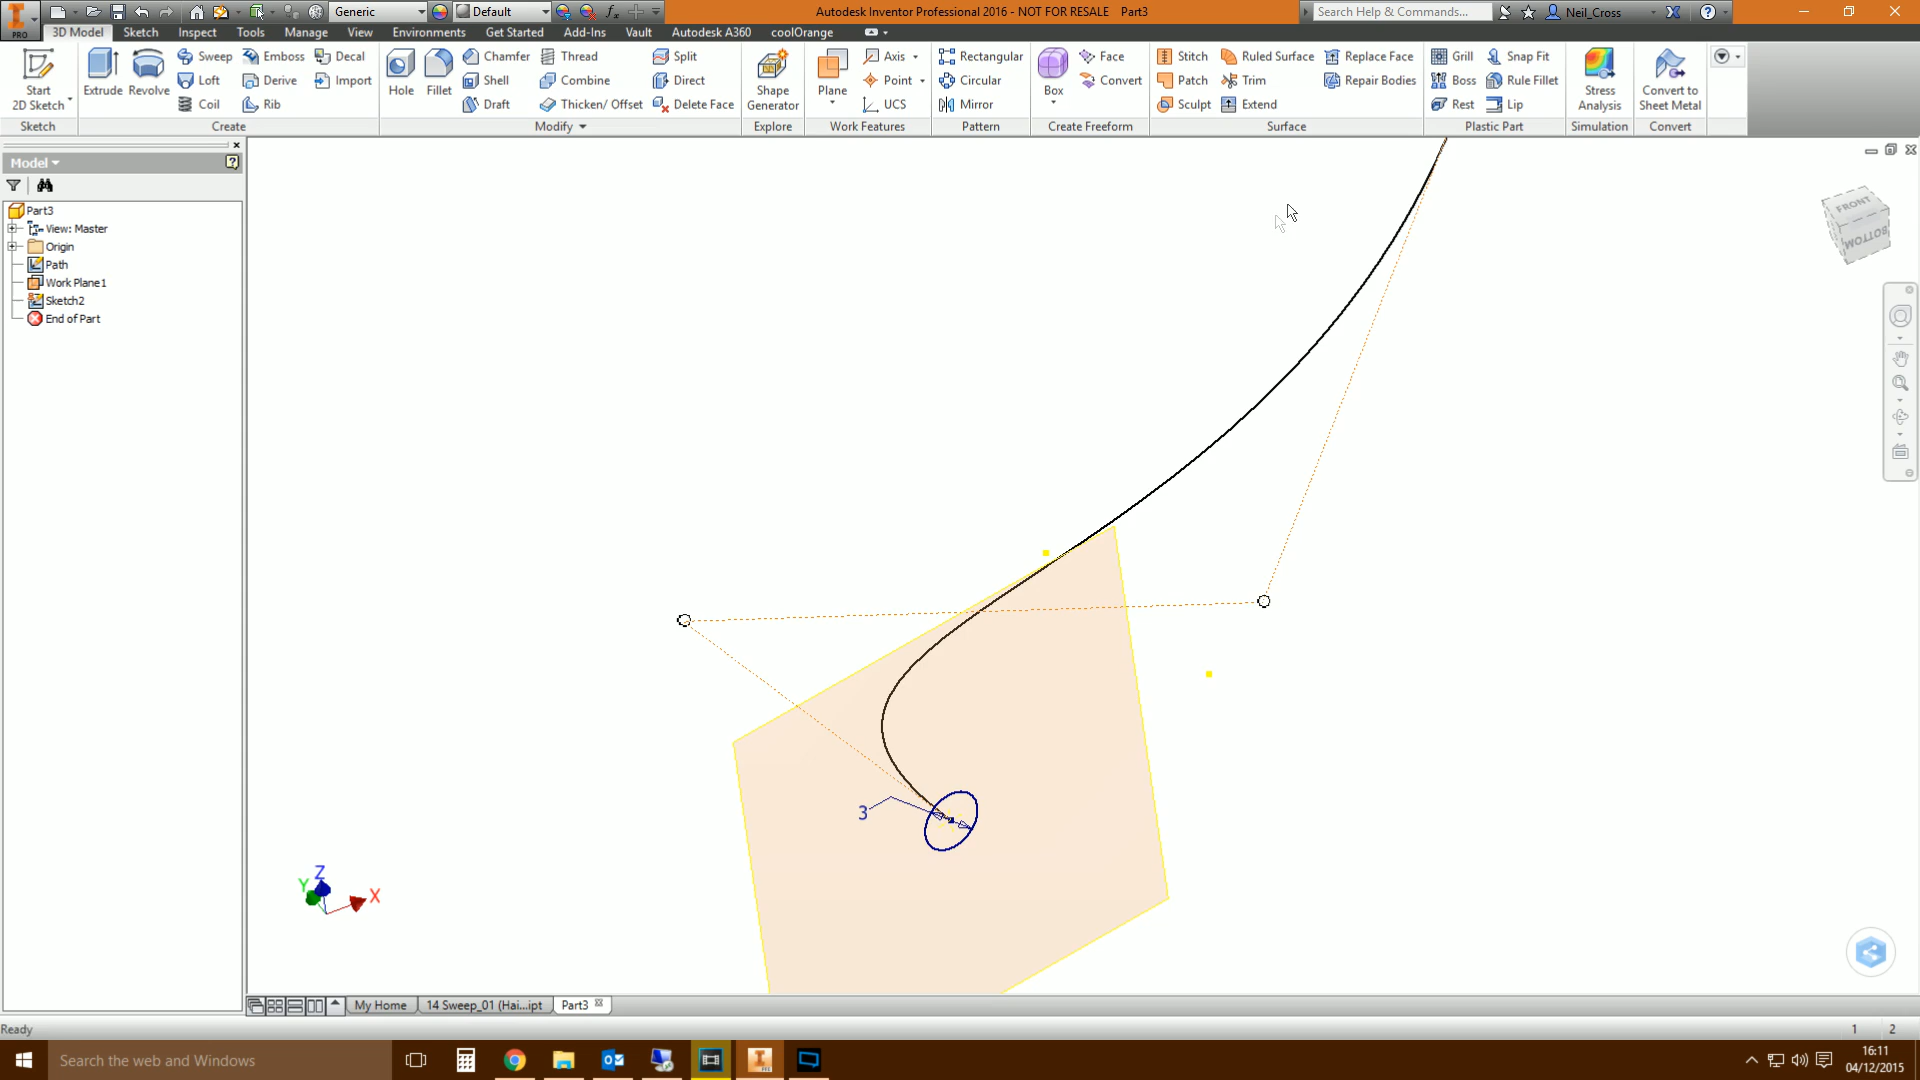 Generic
Default
Autodesk Inventor Professional 2016 - NOT FOR RESALE Part3
Search Help & Commands...
Neil_Cross
PRO
3D Model Sketch Inspect Tools Manage View Environments Get Started Add-Ins Vault Autodesk A360 coolOrange
Start
2D Sketch
Extrude
Revolve
Sweep
Loft
Coil
Emboss
Derive
Rib
Decal
Import
Hole
Fillet
Chamfer
Shell
Draft
Thread
Combine
Thicken/ Offset
Split
Direct
Delete Face
Shape
Generator
Plane
Axis
Point
UCS
Rectangular
Circular
Mirror
Box
Face
Convert
Stitch
Patch
Sculpt
Ruled Surface
Trim
Extend
Replace Face
Repair Bodies
Grill
Boss
Rest
Snap Fit
Rule Fillet
Lip
Stress
Analysis
Convert to
Sheet Metal
Sketch
Create
Modify
Explore
Work Features
Pattern
Create Freeform
Surface
Plastic Part
Simulation
Convert
Model
Part3
View: Master
Origin
Path
Work Plane1
Sketch2
End of Part
FRONT
BOTTOM
3
Z
Y
X
My Home
14 Sweep_01 (Hai...ipt
Part3
Ready
1 2
Search the web and Windows
16:11
04/12/2015